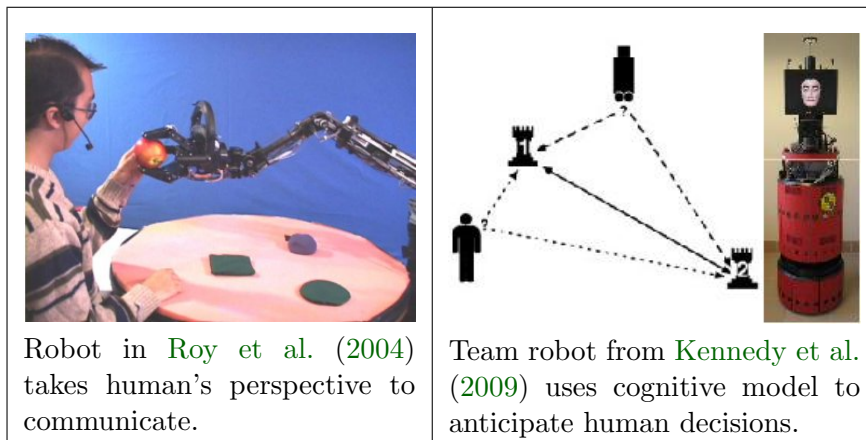 ?
?
12
Robot in Roy et al. (2004)
takes human's perspective to
communicate.
Team robot from Kennedy et al.
(2009) uses cognitive model to
anticipate human decisions.